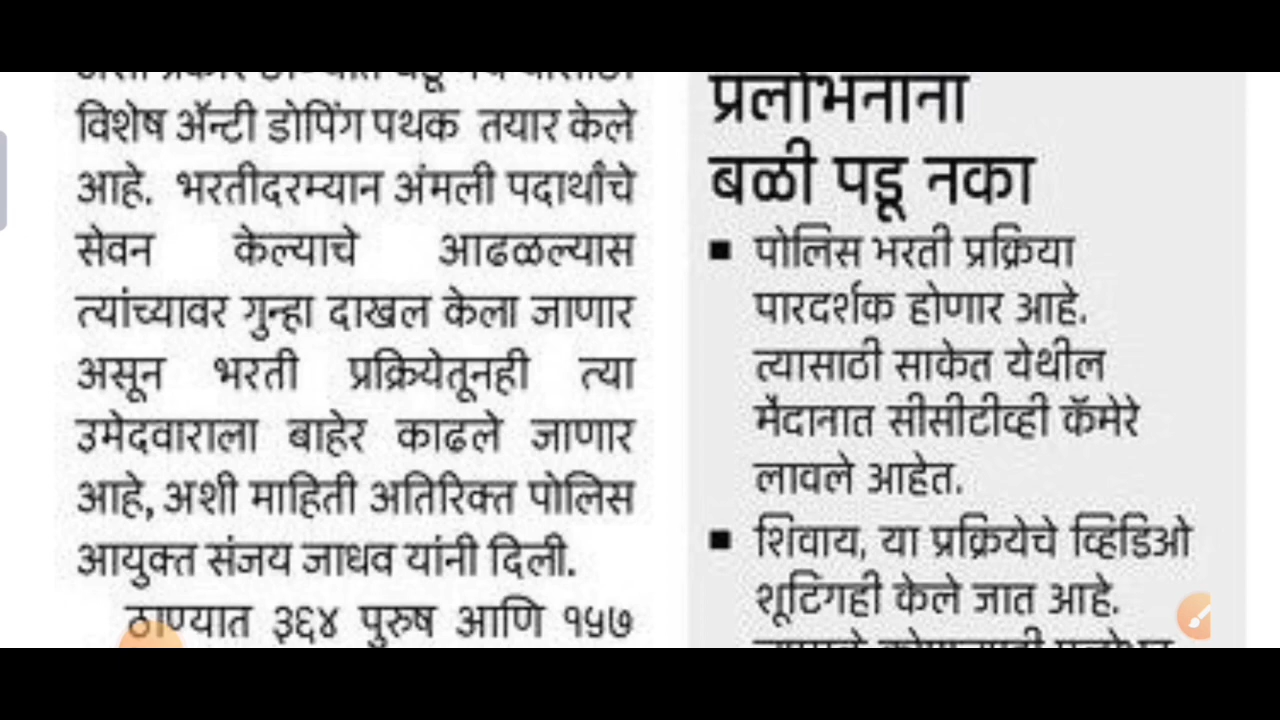 विशेष ॲन्टी डोपिंग पथक तयार केले
आहे. भरतीदरम्यान अंमली पदार्थांचे
सेवन केल्याचे आढळल्यास
त्यांच्यावर गुन्हा दाखल केला जाणार
असून भरती प्रक्रियेतूनही त्या
उमेदवाराला बाहेर काढले जाणार
आहे, अशी माहिती अतिरिक्त पोलिस
आयुक्त संजय जाधव यांनी दिली.
ठाण्यात ३६४ पुरुष आणि १५७
प्रलोभनांना
बळी पडू नका
▪ पोलिस भरती प्रक्रिया
पारदर्शक होणार आहे.
त्यासाठी साकेत येथील
मैदानात सीसीटीव्ही कॅमेरे
लावले आहेत.
▪ शिवाय, या प्रक्रियेचे व्हिडिओ
शूटिंगही केले जात आहे.